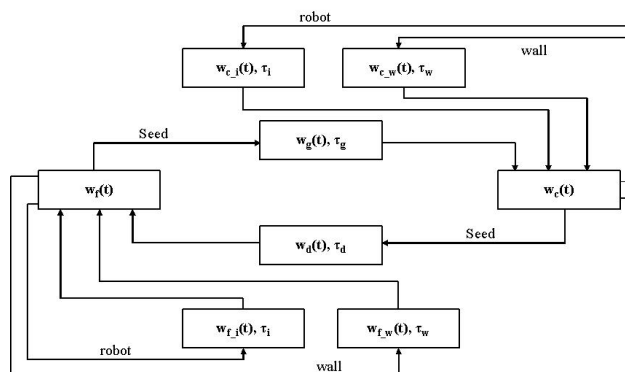 robot
wall
w_c_i(t), τ_i
w_c_w(t), τ_w
Seed
w_g(t), τ_g
w_f(t)
w_c(t)
Seed
w_d(t), τ_d
w_f_i(t), τ_i
w_f_w(t), τ_w
robot
wall